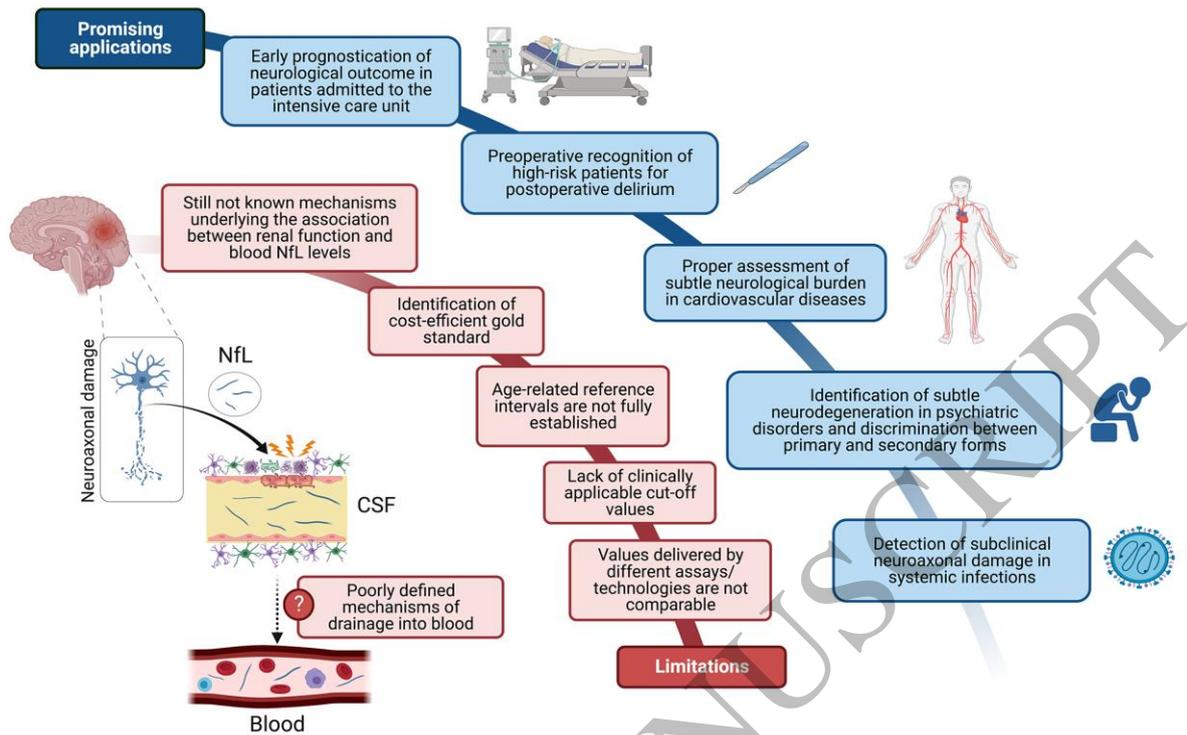 Promising
applications
Early prognostication of
neurological outcome in
patients admitted to the
intensive care unit
Preoperative recognition of
high-risk patients for
postoperative delirium
Still not known mechanisms
underlying the association
between renal function and
blood NfL levels
Proper assessment of
subtle neurological burden
in cardiovascular diseases
Identification of
cost-efficient gold
standard
Neuroaxonal damage
NfL
Age-related reference
intervals are not fully
established
Identification of subtle
neurodegeneration in psychiatric
disorders and discrimination between
primary and secondary forms
Lack of clinically
applicable cut-off
values
CSF
Values delivered by
different assays/
technologies are not
comparable
Detection of subclinical
neuroaxonal damage in
systemic infections
?
Poorly defined
mechanisms of
drainage into blood
Limitations
Blood
NUSCRIPT